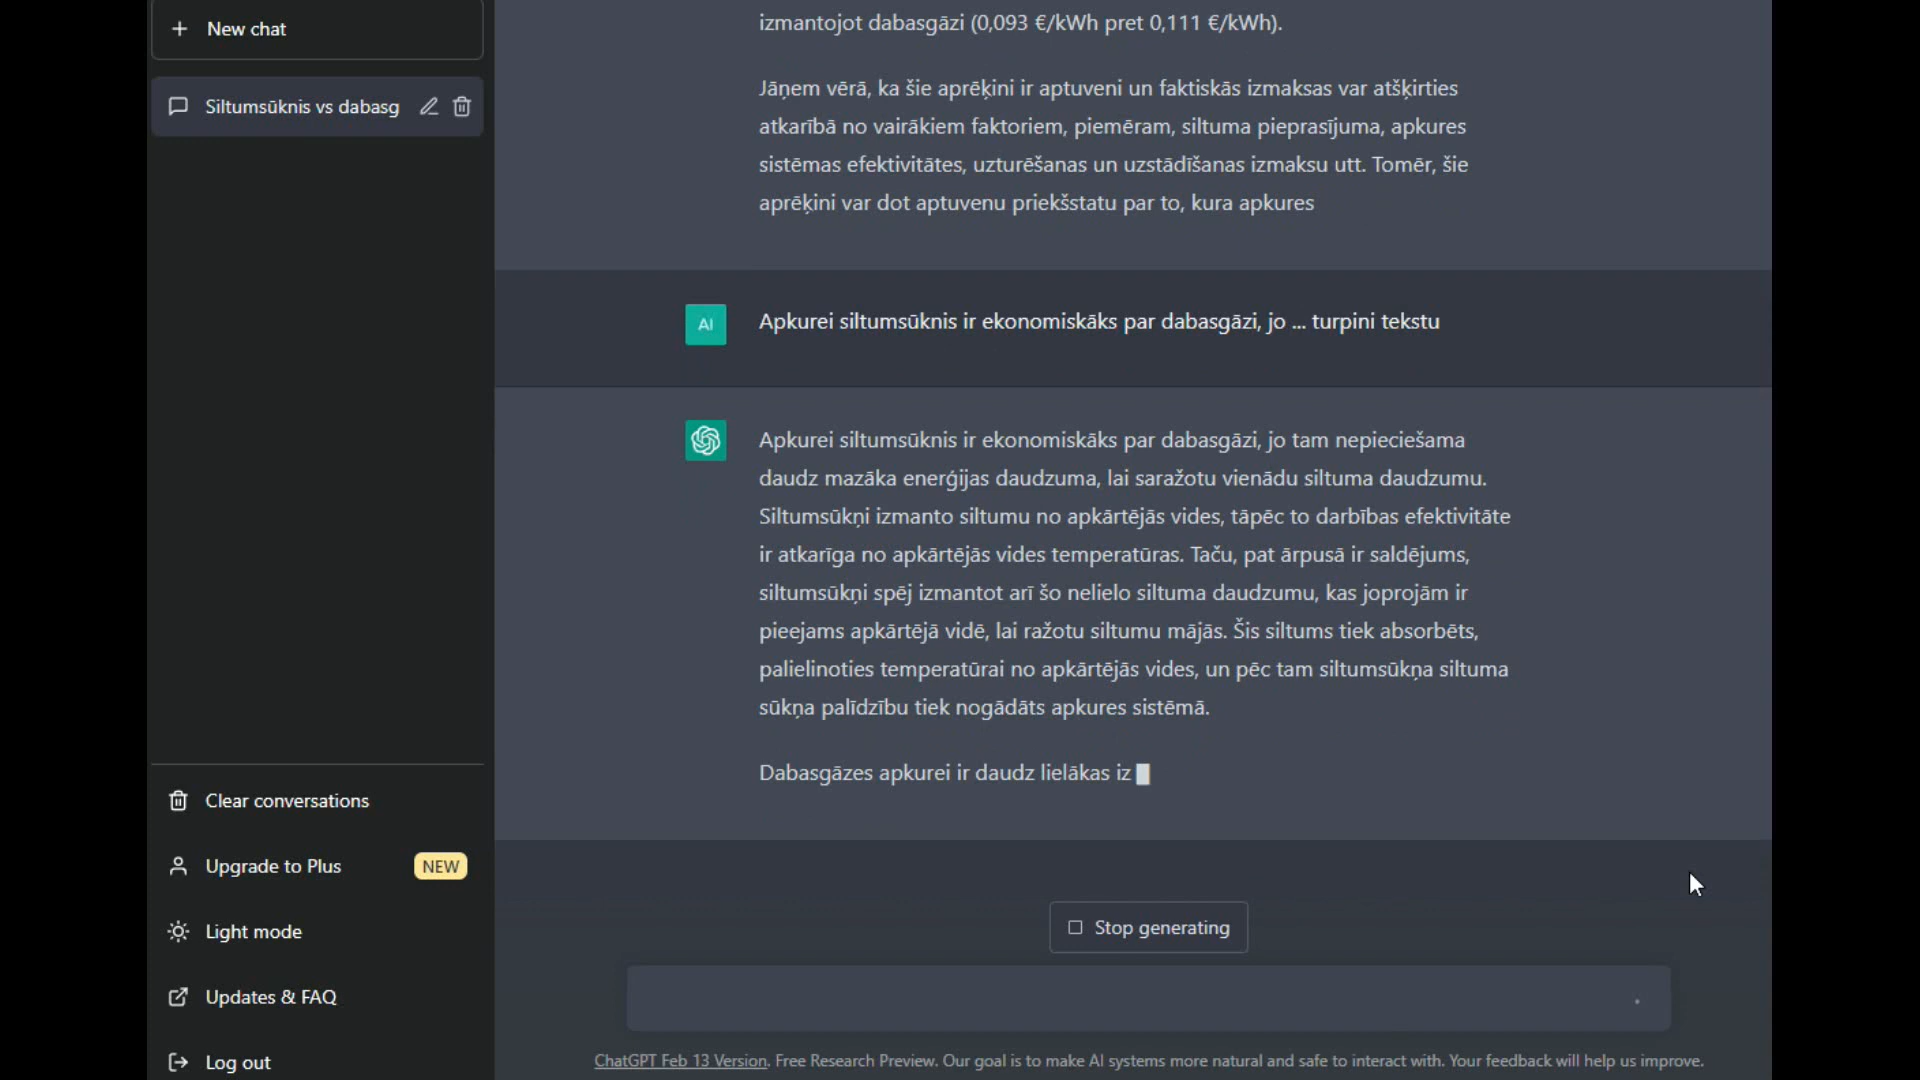 New chat
Siltumsūknis vs dabasg
Clear conversations
Upgrade to Plus
NEW
Light mode
Updates & FAQ
Log out
izmantojot dabasgāzi (0,093 €/kWh pret 0,111 €/kWh).
Jāņem vērā, ka šie aprēķini ir aptuveni un faktiskās izmaksas var atšķirties
atkarībā no vairākiem faktoriem, piemēram, siltuma pieprasījuma, apkures
sistēmas efektivitātes, uzturēšanas un uzstādīšanas izmaksu utt. Tomēr, šie
aprēķini var dot aptuvenu priekšstatu par to, kura apkures
AI
Apkurei siltumsūknis ir ekonomiskāks par dabasgāzi, jo ... turpini tekstu
Apkurei siltumsūknis ir ekonomiskāks par dabasgāzi, jo tam nepieciešama
daudz mazāka enerģijas daudzuma, lai saražotu vienādu siltuma daudzumu.
Siltumsūkņi izmanto siltumu no apkārtējās vides, tāpēc to darbības efektivitāte
ir atkarīga no apkārtējās vides temperatūras. Taču, pat ārpusā ir saldējums,
siltumsūkņi spēj izmantot arī šo nelielo siltuma daudzumu, kas joprojām ir
pieejams apkārtējā vidē, lai ražotu siltumu mājās. Šis siltums tiek absorbēts,
palielinoties temperatūrai no apkārtējās vides, un pēc tam siltumsūkņa siltuma
sūkņa palīdzību tiek nogādāts apkures sistēmā.
Dabasgāzes apkurei ir daudz lielākas iz
Stop generating
ChatGPT Feb 13 Version. Free Research Preview. Our goal is to make AI systems more natural and safe to interact with. Your feedback will help us improve.